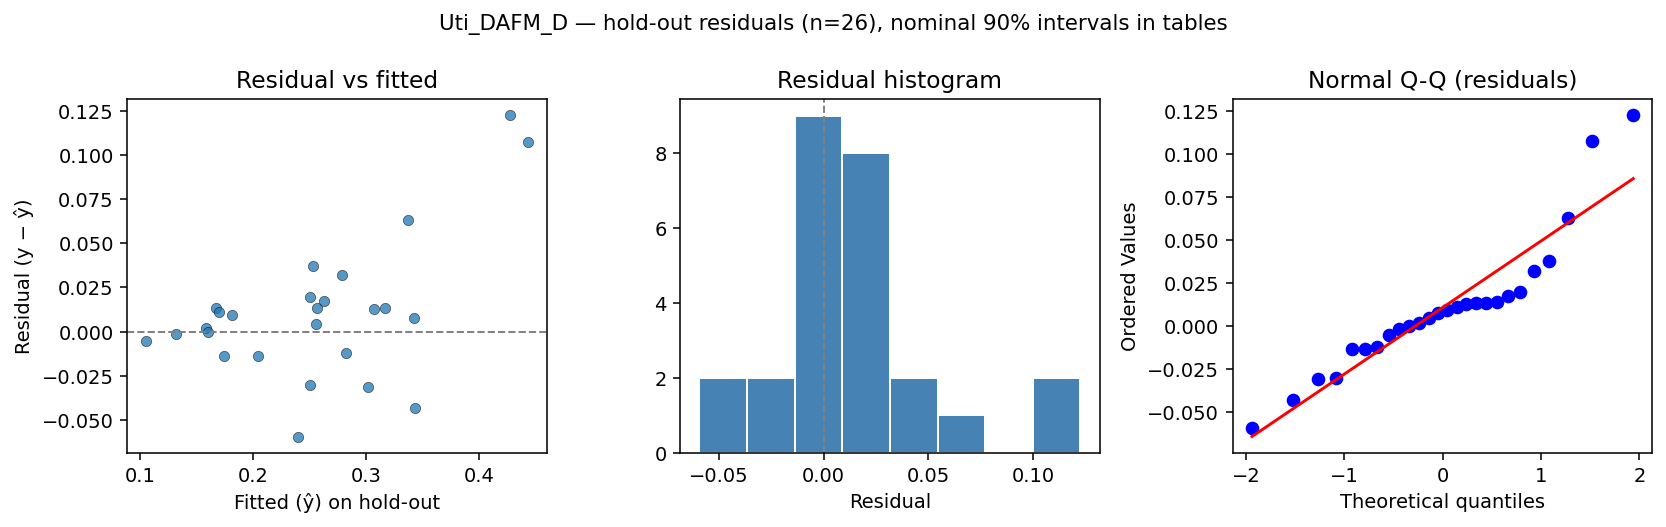 Uti_DAFM_D — hold-out residuals (n=26), nominal 90% intervals in tables
Residual vs fitted
Residual (y − ŷ)
0.125
0.100
0.075
0.050
0.025
0.000
−0.025
−0.050
0.1 0.2 0.3 0.4
Fitted (ŷ) on hold-out
Residual histogram
8
6
4
2
0
−0.05 0.00 0.05 0.10
Residual
Normal Q-Q (residuals)
Ordered Values
0.125
0.100
0.075
0.050
0.025
0.000
−0.025
−0.050
−2 −1 0 1 2
Theoretical quantiles